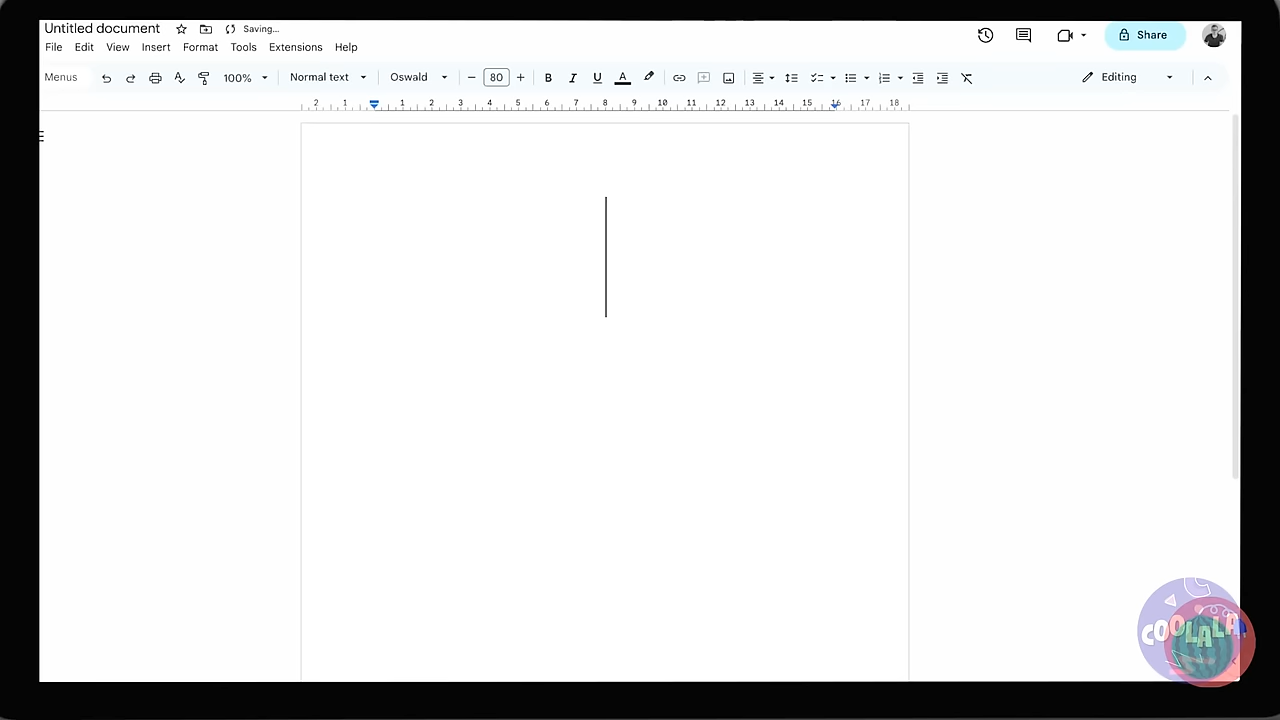 Untitled document Saving... Share
File Edit View Insert Format Tools Extensions Help
Menus 100% Normal text Oswald 80 B I U A Editing
2 1 1 2 3 4 5 6 7 8 9 10 11 12 13 14 15 16 17 18
COOLALA